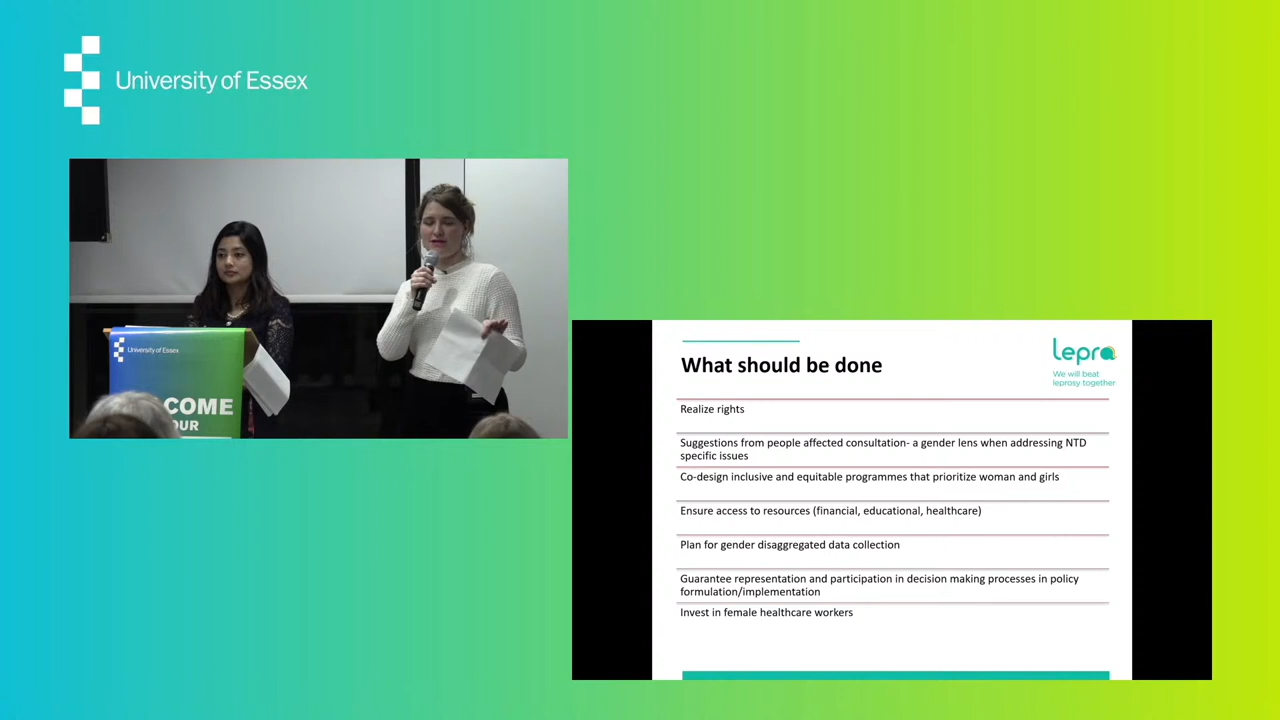 University of Essex
University of Essex
COME
OUR
What should be done
lepra
We will beat
leprosy together
Realize rights
Suggestions from people affected consultation- a gender lens when addressing NTD
specific issues
Co-design inclusive and equitable programmes that prioritize woman and girls
Ensure access to resources (financial, educational, healthcare)
Plan for gender disaggregated data collection
Guarantee representation and participation in decision making processes in policy
formulation/implementation
Invest in female healthcare workers